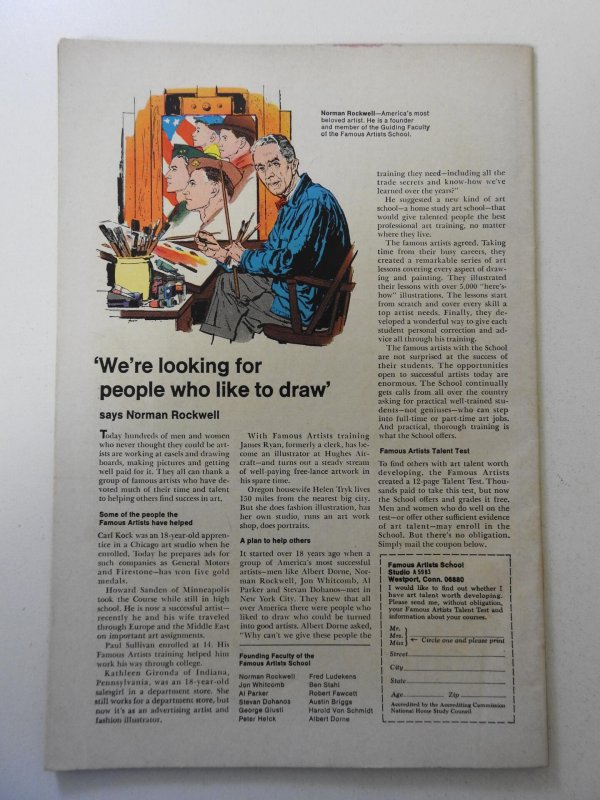 Norman Rockwell—America's most
beloved artist. He is a founder
and member of the Guiding Faculty
of the Famous Artists School.
'We're looking for
people who like to draw'
says Norman Rockwell
Today hundreds of men and women
who never thought they could be art-
ists are working at easels and drawing
boards, making pictures and getting
well paid for it. They all can thank a
group of famous artists who have de-
voted much of their time and talent
to helping others find success in art.
Some of the people the
Famous Artists have helped
Carl Kock was an 18-year-old appren-
tice in a Chicago art studio when he
enrolled. Today he prepares ads for
such companies as General Motors
and Firestone—has won five gold
medals.
Howard Sanden of Minneapolis
took the Course while still in high
school. He is now a successful artist—
recently he and his wife traveled
through Europe and the Middle East
on important art assignments.
Paul Sullivan enrolled at 14. His
Famous Artists training helped him
work his way through college.
Kathleen Gironda of Indiana,
Pennsylvania, was an 18-year-old
salesgirl in a department store. She
still works for a department store, but
now it's as an advertising artist and
fashion illustrator.
With Famous Artists training
James Ryan, formerly a clerk, has be-
come an illustrator at Hughes Air-
craft—and turns out a steady stream
of well-paying free-lance artwork in
his spare time.
Oregon housewife Helen Tryk lives
150 miles from the nearest big city.
But she does fashion illustration, has
her own studio, runs an art work
shop, does portraits.
A plan to help others
It started over 18 years ago when a
group of America's most successful
artists—men like Albert Dorne, Nor-
man Rockwell, Jon Whitcomb, Al
Parker and Stevan Dohanos—met in
New York City. They knew that all
over America there were people who
liked to draw who could be turned
into good artists. Albert Dorne asked,
"Why can't we give these people the
Founding Faculty of the
Famous Artists School
Norman Rockwell
Jon Whitcomb
Al Parker
Stevan Dohanos
George Giusti
Peter Helck
Fred Ludekens
Ben Stahl
Robert Fawcett
Austin Briggs
Harold Von Schmidt
Albert Dorne
training they need—including all the
trade secrets and know-how we've
learned over the years?"
He suggested a new kind of art
school—a home study art school—that
would give talented people the best
professional art training, no matter
where they live.
The famous artists agreed. Taking
time from their busy careers, they
created a remarkable series of art
lessons covering every aspect of draw-
ing and painting. They illustrated
their lessons with over 5,000 "here's-
how" illustrations. The lessons start
from scratch and cover every skill a
top artist needs. Finally, they de-
veloped a wonderful way to give each
student personal correction and ad-
vice all through his training.
The famous artists with the School
are not surprised at the success of
their students. The opportunities
open to successful artists today are
enormous. The School continually
gets calls from all over the country
asking for practical well-trained stu-
dents—not geniuses—who can step
into full-time or part-time art jobs.
And practical, thorough training is
what the School offers.
Famous Artists Talent Test
To find others with art talent worth
developing, the Famous Artists
created a 12-page Talent Test. Thou-
sands paid to take this test, but now
the School offers and grades it free.
Men and women who do well on the
test—or offer other sufficient evidence
of art talent—may enroll in the
School. But there's no obligation.
Simply mail the coupon below.
Famous Artists School
Studio A5983
Westport, Conn. 06880
I would like to find out whether I
have art talent worth developing.
Please send me, without obligation,
your Famous Artists Talent Test and
information about your courses.
Mr.
Mrs. ← Circle one and please print
Miss
Street
City
State
Age Zip
Accredited by the Accrediting Commission
National Home Study Council